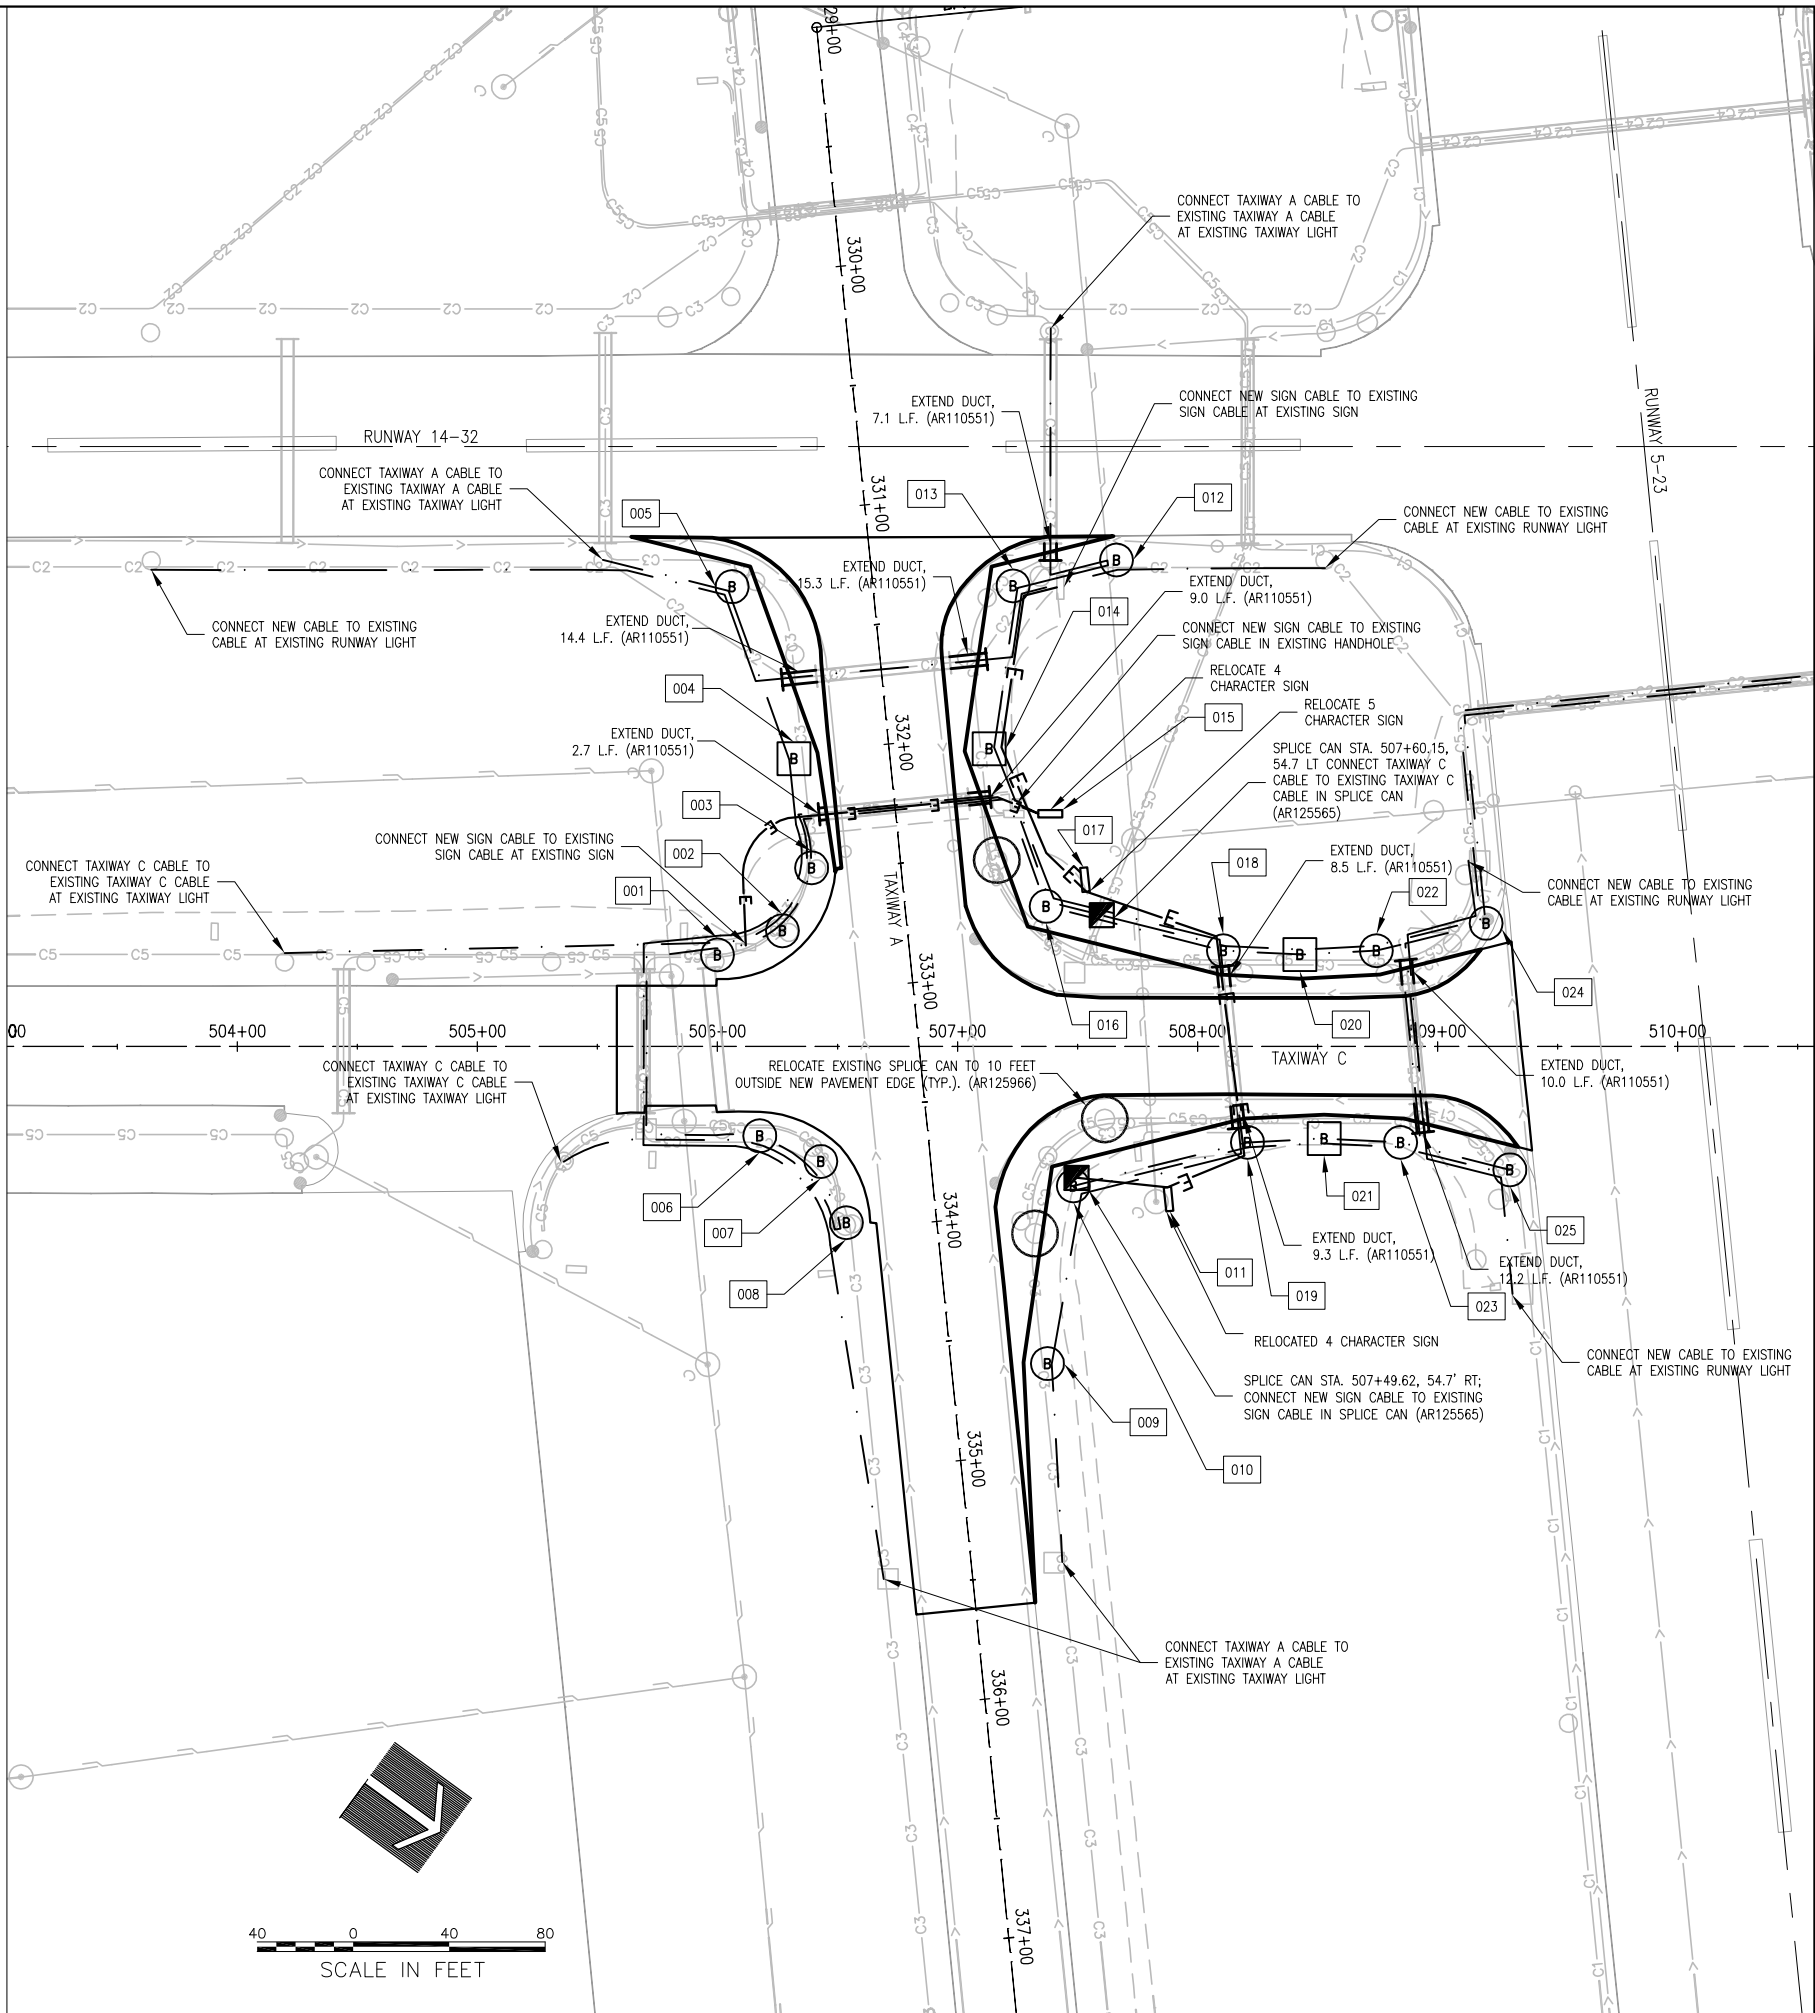 29+00
330+00
CONNECT TAXIWAY A CABLE TO
EXISTING TAXIWAY A CABLE
AT EXISTING TAXIWAY LIGHT
EXTEND DUCT,
7.1 L.F. (AR110551)
CONNECT NEW SIGN CABLE TO EXISTING
SIGN CABLE AT EXISTING SIGN
RUNWAY 14-32
RUNWAY 5-23
CONNECT TAXIWAY A CABLE TO
EXISTING TAXIWAY A CABLE
AT EXISTING TAXIWAY LIGHT
331+00
005
013
012
CONNECT NEW CABLE TO EXISTING
CABLE AT EXISTING RUNWAY LIGHT
EXTEND DUCT,
15.3 L.F. (AR110551)
EXTEND DUCT,
9.0 L.F. (AR110551)
014
CONNECT NEW CABLE TO EXISTING
CABLE AT EXISTING RUNWAY LIGHT
EXTEND DUCT,
14.4 L.F. (AR110551)
CONNECT NEW SIGN CABLE TO EXISTING
SIGN CABLE IN EXISTING HANDHOLE
004
RELOCATE 4
CHARACTER SIGN
015
RELOCATE 5
CHARACTER SIGN
332+00
EXTEND DUCT,
2.7 L.F. (AR110551)
SPLICE CAN STA. 507+60.15,
54.7 LT CONNECT TAXIWAY C
CABLE TO EXISTING TAXIWAY C
CABLE IN SPLICE CAN
(AR125565)
003
017
CONNECT NEW SIGN CABLE TO EXISTING
SIGN CABLE AT EXISTING SIGN
002
018
EXTEND DUCT,
8.5 L.F. (AR110551)
022
CONNECT TAXIWAY C CABLE TO
EXISTING TAXIWAY C CABLE
AT EXISTING TAXIWAY LIGHT
001
TAXIWAY A
CONNECT NEW CABLE TO EXISTING
CABLE AT EXISTING RUNWAY LIGHT
333+00
024
016
020
00
504+00
505+00
506+00
507+00
508+00
09+00
510+00
TAXIWAY C
CONNECT TAXIWAY C CABLE TO
EXISTING TAXIWAY C CABLE
AT EXISTING TAXIWAY LIGHT
RELOCATE EXISTING SPLICE CAN TO 10 FEET
OUTSIDE NEW PAVEMENT EDGE (TYP.). (AR125966)
EXTEND DUCT,
10.0 L.F. (AR110551)
006
007
008
334+00
021
025
EXTEND DUCT,
9.3 L.F. (AR110551)
EXTEND DUCT,
12.2 L.F. (AR110551)
011
019
023
RELOCATED 4 CHARACTER SIGN
CONNECT NEW CABLE TO EXISTING
CABLE AT EXISTING RUNWAY LIGHT
SPLICE CAN STA. 507+49.62, 54.7' RT;
CONNECT NEW SIGN CABLE TO EXISTING
SIGN CABLE IN SPLICE CAN (AR125565)
009
335+00
010
CONNECT TAXIWAY A CABLE TO
EXISTING TAXIWAY A CABLE
AT EXISTING TAXIWAY LIGHT
336+00
337+00
40 0 40 80
SCALE IN FEET